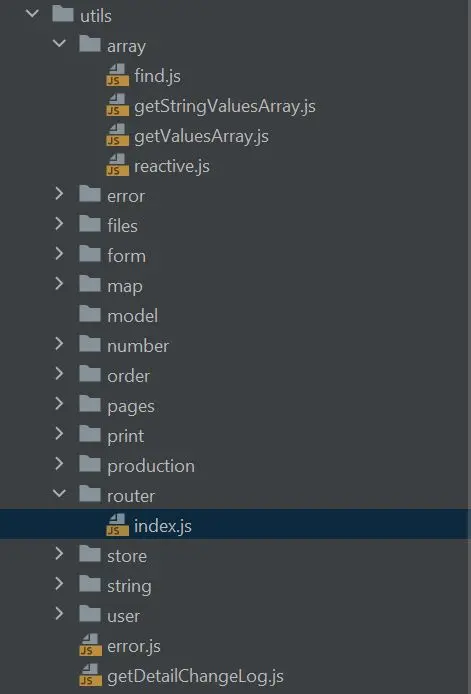 utils
array
JS find.js
JS getStringValuesArray.js
JS getValuesArray.js
JS reactive.js
error
files
form
map
model
number
order
pages
print
production
router
JS index.js
store
string
user
JS error.js
JS getDetailChangeLog.js